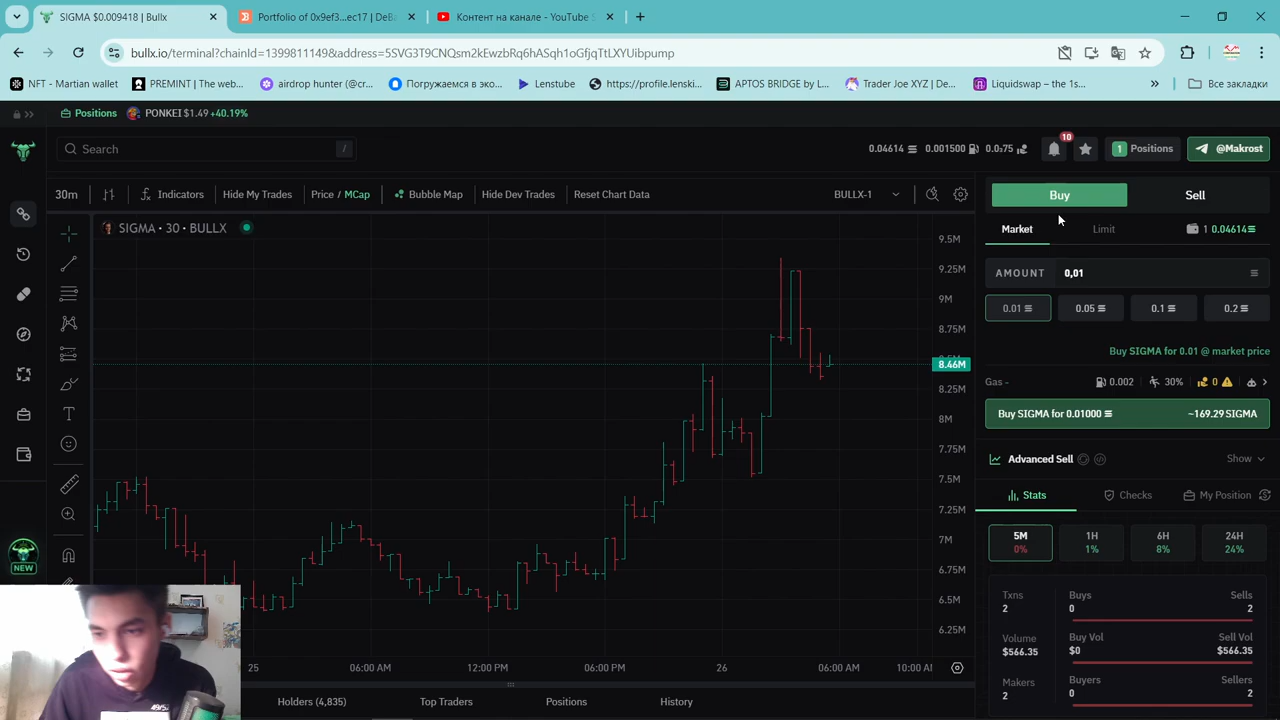 SIGMA $0.009418 | Bullx
Portfolio of 0x9ef3...ec17 | DeBa
Контент на канале - YouTube S
bullx.io/terminal?chainId=1399811149&address=5SVG3T9CNQsm2kEwzbRq6hASqh1oGfjqTtLXYUibpump
NFT - Martian wallet
PREMINT | The web...
airdrop hunter (@cr...
Погружаемся в эко...
Lenstube
https://profile.lenski...
APTOS BRIDGE by L...
Trader Joe XYZ | De...
Liquidswap – the 1s...
»
Все закладки
Positions
PONKEI $1.49 +40.19%
Search
/
0.04614
0.001500
0.0₃75
10
1 Positions
@Makrost
30m
Indicators
Hide My Trades
Price / MCap
Bubble Map
Hide Dev Trades
Reset Chart Data
BULLX-1
SIGMA · 30 · BULLX
9.5M
9.25M
9M
8.75M
8.46M
8.25M
8M
7.75M
7.5M
7.25M
7M
6.75M
6.5M
6.25M
25
06:00 AM
12:00 PM
06:00 PM
26
06:00 AM
10:00 AM
Holders (4,835)
Top Traders
Positions
History
NEW
Buy
Sell
Market
Limit
1 0.04614
AMOUNT 0,01
0.01
0.05
0.1
0.2
Buy SIGMA for 0.01 @ market price
Gas -
0.002
30%
0
Buy SIGMA for 0.01000
~169.29 SIGMA
Advanced Sell
Show
Stats
Checks
My Position
5M
0%
1H
1%
6H
8%
24H
24%
Txns
2
Buys
0
Sells
2
Volume
$566.35
Buy Vol
$0
Sell Vol
$566.35
Makers
2
Buyers
0
Sellers
2